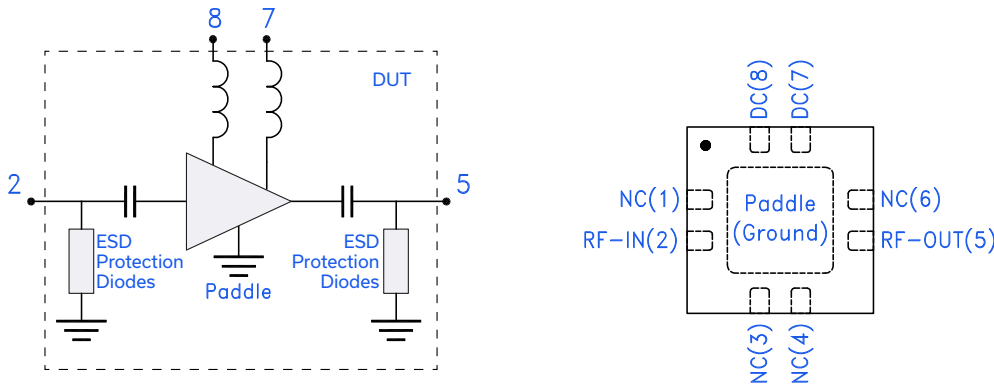 8
7
DUT
2
5
ESD
Protection
Diodes
ESD
Protection
Diodes
Paddle
DC(8)
DC(7)
NC(1)
RF-IN(2)
Paddle
(Ground)
NC(6)
RF-OUT(5)
NC(3)
NC(4)